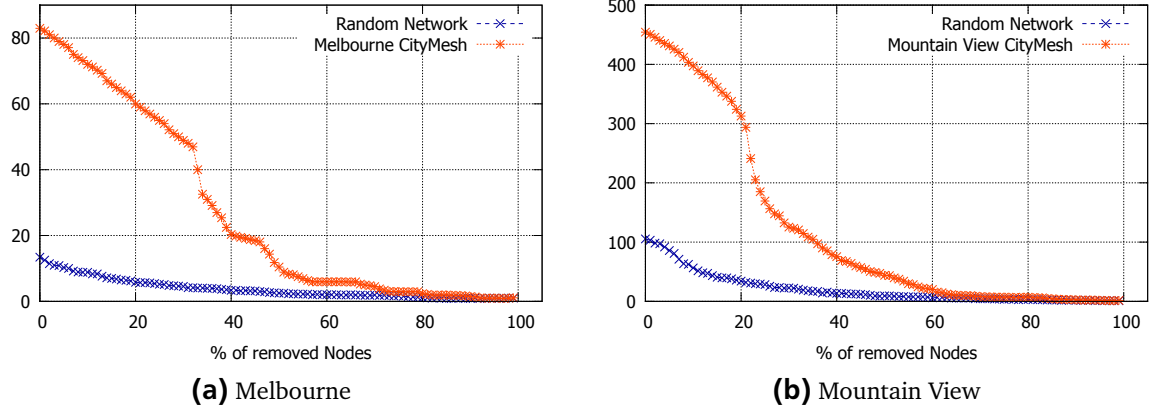 Random Network
Melbourne CityMesh
80
60
40
20
0
0 20 40 60 80 100
% of removed Nodes
(a) Melbourne
Random Network
Mountain View CityMesh
500
400
300
200
100
0
0 20 40 60 80 100
% of removed Nodes
(b) Mountain View